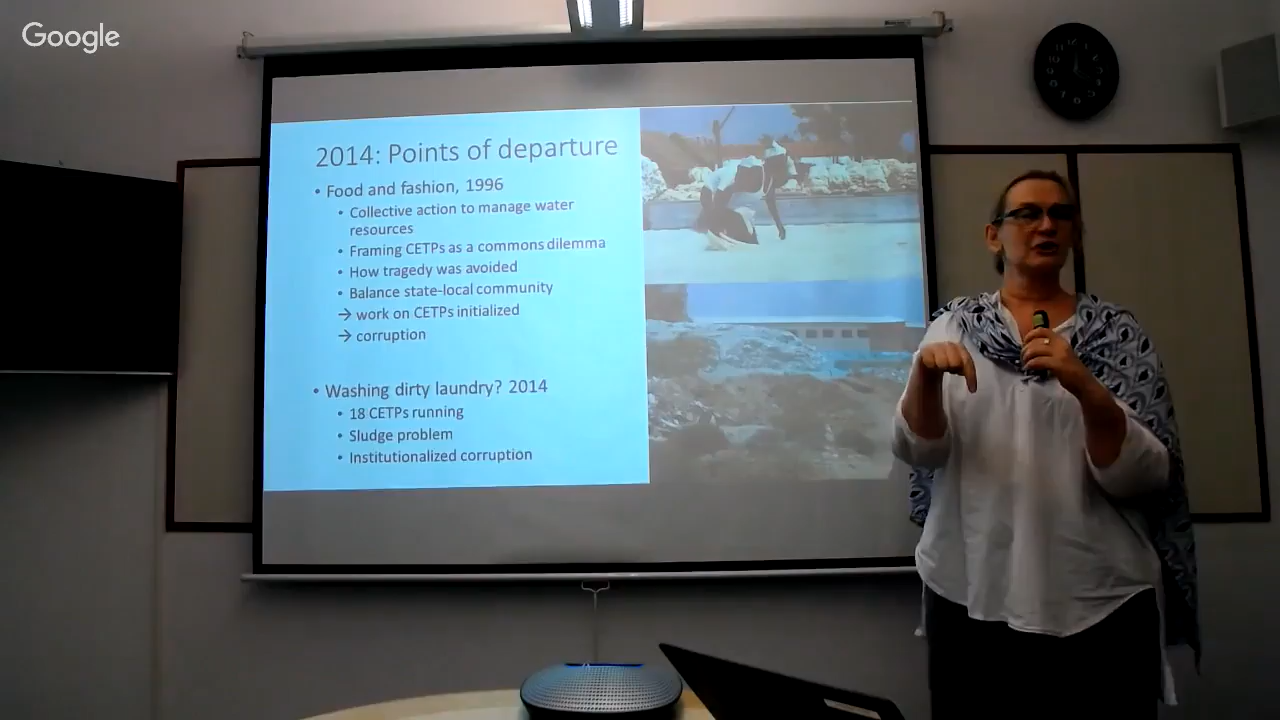 Google
2014: Points of departure
• Food and fashion, 1996
• Collective action to manage water
resources
• Framing CETPs as a commons dilemma
• How tragedy was avoided
• Balance state-local community
→ work on CETPs initialized
→ corruption
• Washing dirty laundry? 2014
• 18 CETPs running
• Sludge problem
• Institutionalized corruption